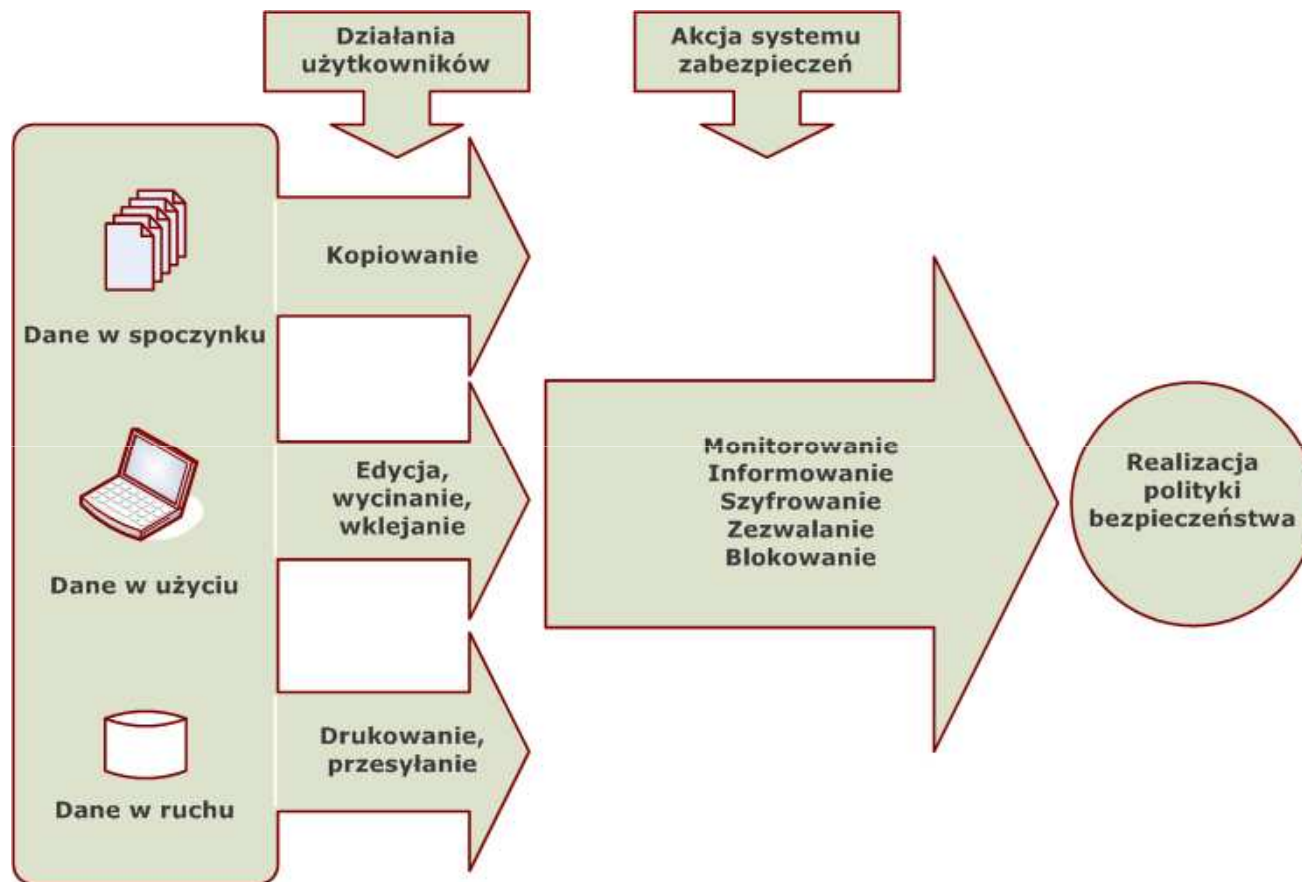 Działania
użytkowników
Akcja systemu
zabezpieczeń
Kopiowanie
Dane w spoczynku
Edycja,
wycinanie,
wklejanie
Dane w użyciu
Drukowanie,
przesyłanie
Dane w ruchu
Monitorowanie
Informowanie
Szyfrowanie
Zezwalanie
Blokowanie
Realizacja
polityki
bezpieczeństwa